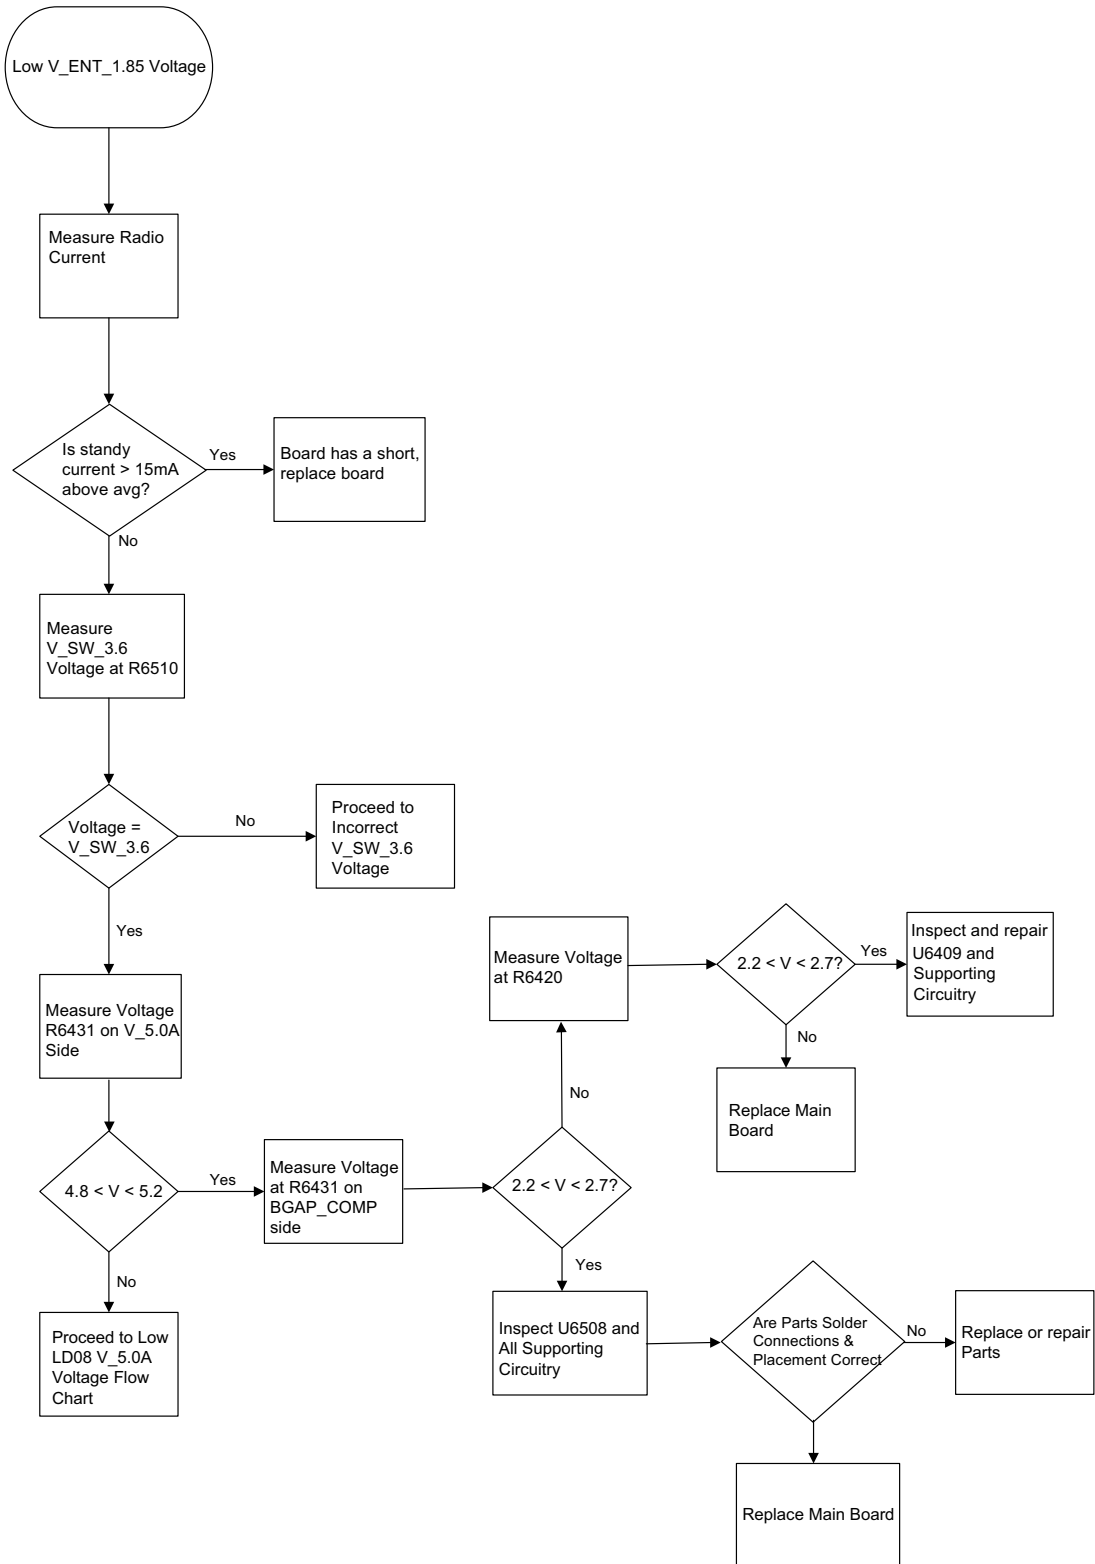 Low V_ENT_1.85 Voltage
Measure Radio
Current
Is standy
current > 15mA
above avg?
Yes
Board has a short,
replace board
No
Measure
V_SW_3.6
Voltage at R6510
Voltage =
V_SW_3.6
No
Proceed to
Incorrect
V_SW_3.6
Voltage
Yes
Measure Voltage
R6431 on V_5.0A
Side
4.8 < V < 5.2
Yes
Measure Voltage
at R6431 on
BGAP_COMP
side
No
Proceed to Low
LD08 V_5.0A
Voltage Flow
Chart
2.2 < V < 2.7?
No
Measure Voltage
at R6420
2.2 < V < 2.7?
Yes
Inspect and repair
U6409 and
Supporting
Circuitry
No
Replace Main
Board
Yes
Inspect U6508 and
All Supporting
Circuitry
Are Parts Solder
Connections &
Placement Correct
No
Replace or repair
Parts
Replace Main Board